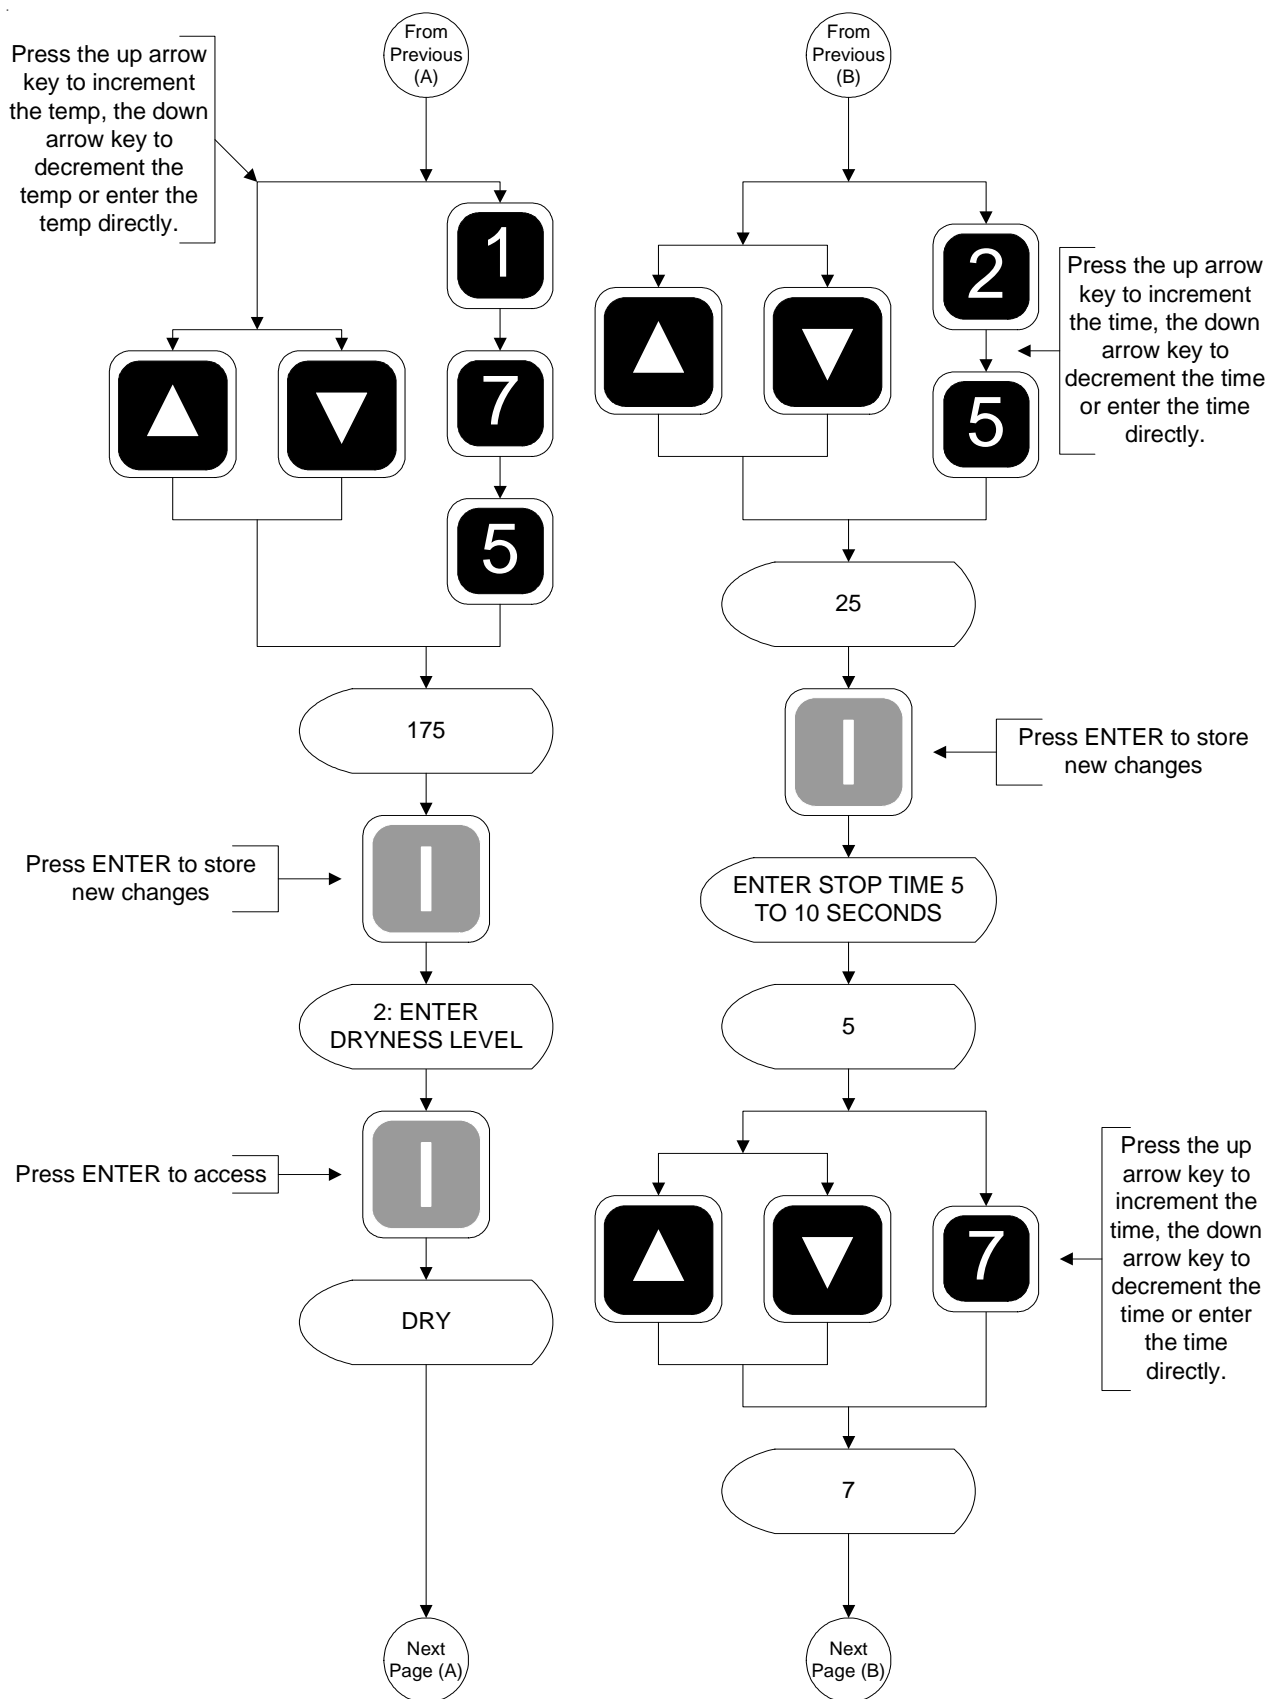 From
Previous
(A)
Press the up arrow
key to increment
the temp, the down
arrow key to
decrement the
temp or enter the
temp directly.
1
7
5
175
Press ENTER to store
new changes
I
2: ENTER
DRYNESS LEVEL
Press ENTER to access
I
DRY
Next
Page (A)
From
Previous
(B)
2
5
Press the up arrow
key to increment
the time, the down
arrow key to
decrement the time
or enter the time
directly.
25
I
Press ENTER to store
new changes
ENTER STOP TIME 5
TO 10 SECONDS
5
7
Press the up
arrow key to
increment the
time, the down
arrow key to
decrement the
time or enter
the time
directly.
7
Next
Page (B)